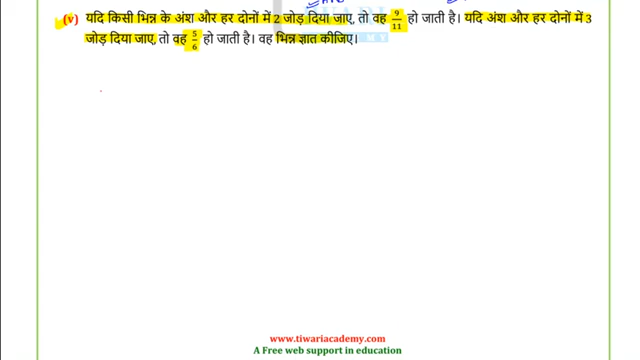 (v) यदि किसी भिन्न के अंश और हर दोनों में 2 जोड़ दिया जाए, तो वह 9/11 हो जाती है। यदि अंश और हर दोनों में 3
जोड़ दिया जाए, तो वह 5/6 हो जाती है। वह भिन्न ज्ञात कीजिए।
www.tiwariacademy.com
A Free web support in education